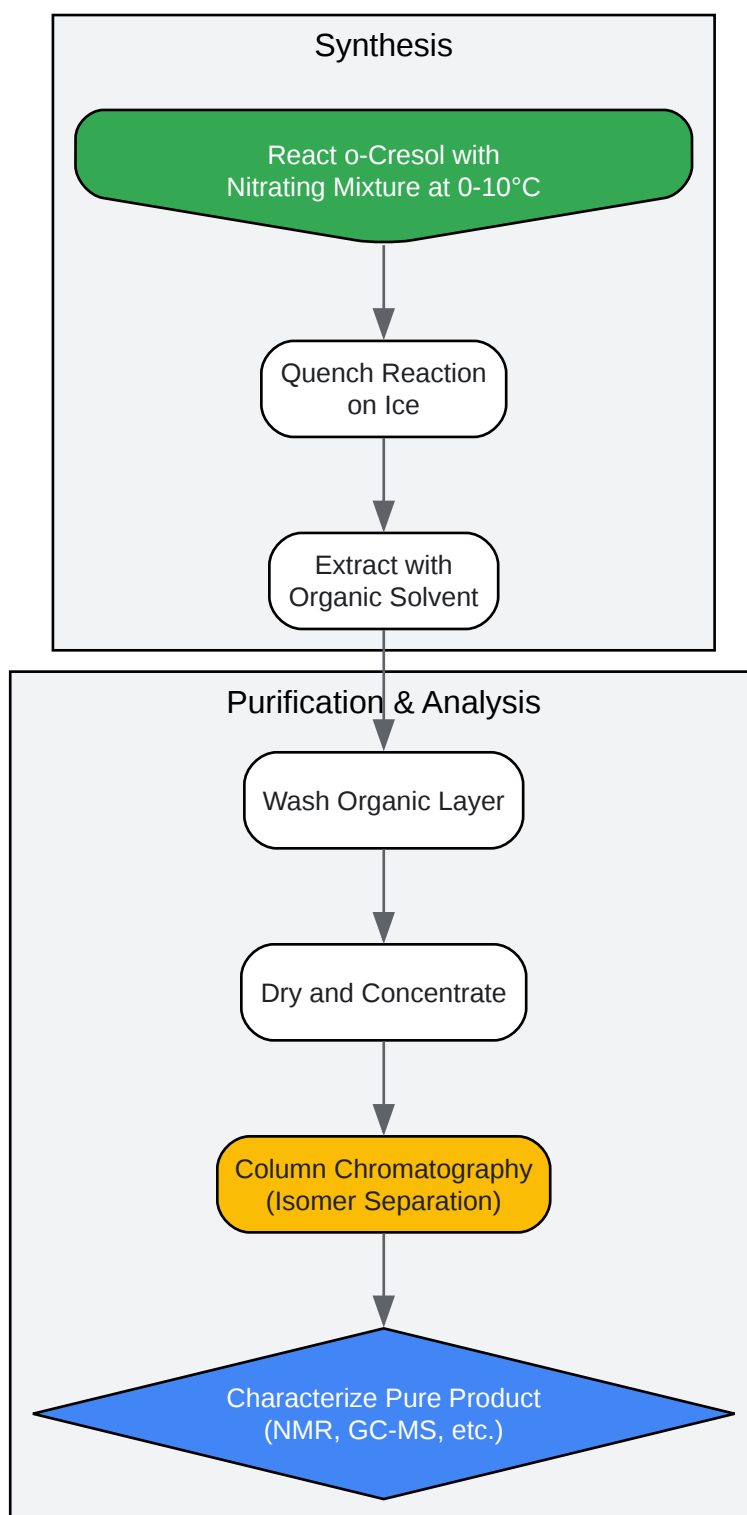 Synthesis
React o-Cresol with
Nitrating Mixture at 0-10°C
Quench Reaction
on Ice
Extract with
Organic Solvent
Purification & Analysis
Wash Organic Layer
Dry and Concentrate
Column Chromatography
(Isomer Separation)
Characterize Pure Product
(NMR, GC-MS, etc.)